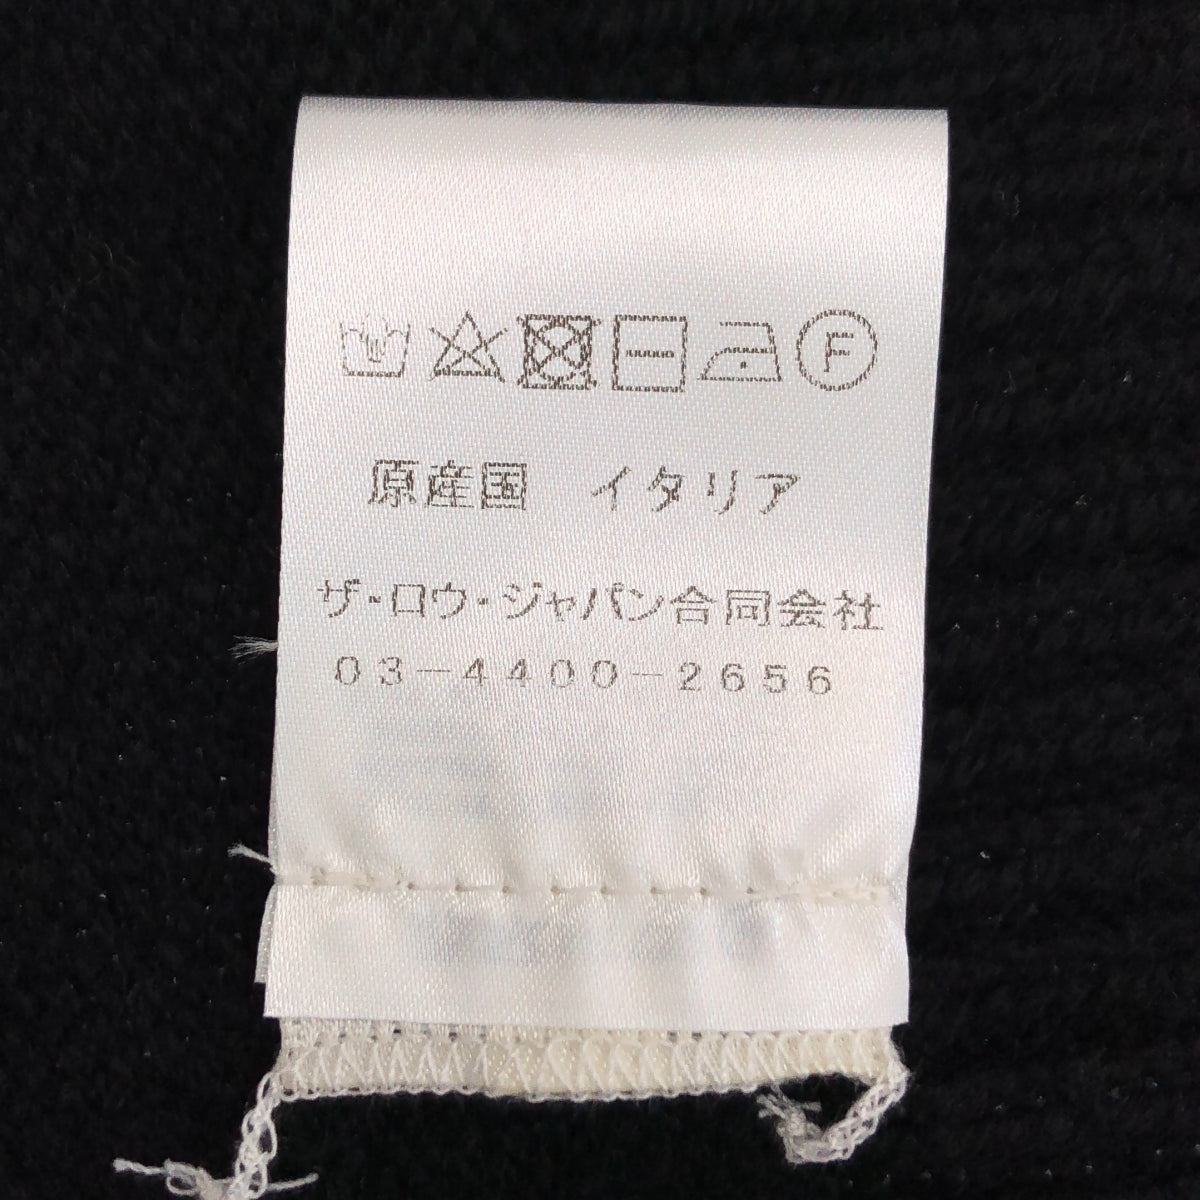 F
原産国 イタリア
ザ・ロウ・ジャパン合同会社
03-4400-2656